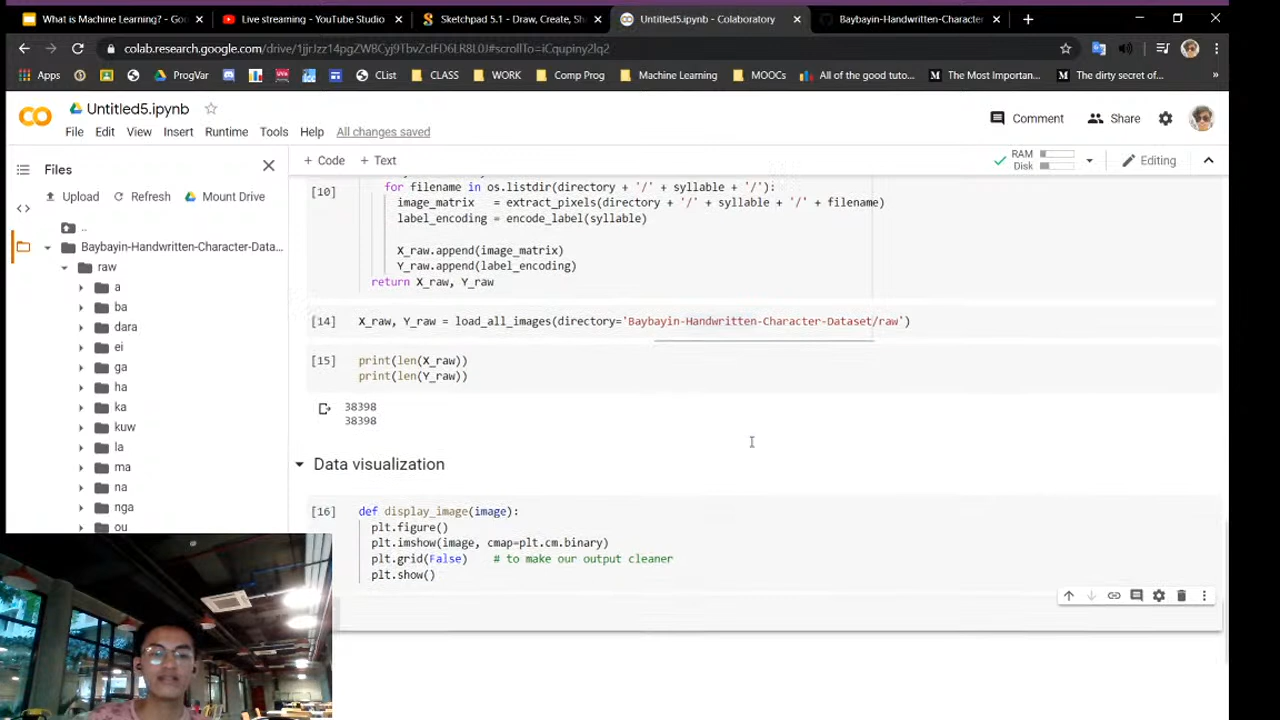 What is Machine Learning? - Goo
Live streaming - YouTube Studio
Sketchpad 5.1 - Draw, Create, Sh
Untitled5.ipynb - Colaboratory
Baybayin-Handwritten-Character
colab.research.google.com/drive/1jjrJzz14pgZW8Cyj9TbvZcIFD6LR8L0J#scrollTo=iCqupiny2lq2
Apps
ProgVar
CList
CLASS
WORK
Comp Prog
Machine Learning
MOOCs
All of the good tuto...
The Most Importan...
The dirty secret of...
Untitled5.ipynb
File Edit View Insert Runtime Tools Help All changes saved
Comment
Share
Files
+ Code + Text
RAM
Disk
Editing
Upload Refresh Mount Drive
..
Baybayin-Handwritten-Character-Data...
raw
a
ba
dara
ei
ga
ha
ka
kuw
la
ma
na
nga
ou
[10]
for filename in os.listdir(directory + '/' + syllable + '/'):
image_matrix = extract_pixels(directory + '/' + syllable + '/' + filename)
label_encoding = encode_label(syllable)
X_raw.append(image_matrix)
Y_raw.append(label_encoding)
return X_raw, Y_raw
[14] X_raw, Y_raw = load_all_images(directory='Baybayin-Handwritten-Character-Dataset/raw')
[15] print(len(X_raw))
print(len(Y_raw))
38398
38398
Data visualization
[16] def display_image(image):
plt.figure()
plt.imshow(image, cmap=plt.cm.binary)
plt.grid(False) # to make our output cleaner
plt.show()